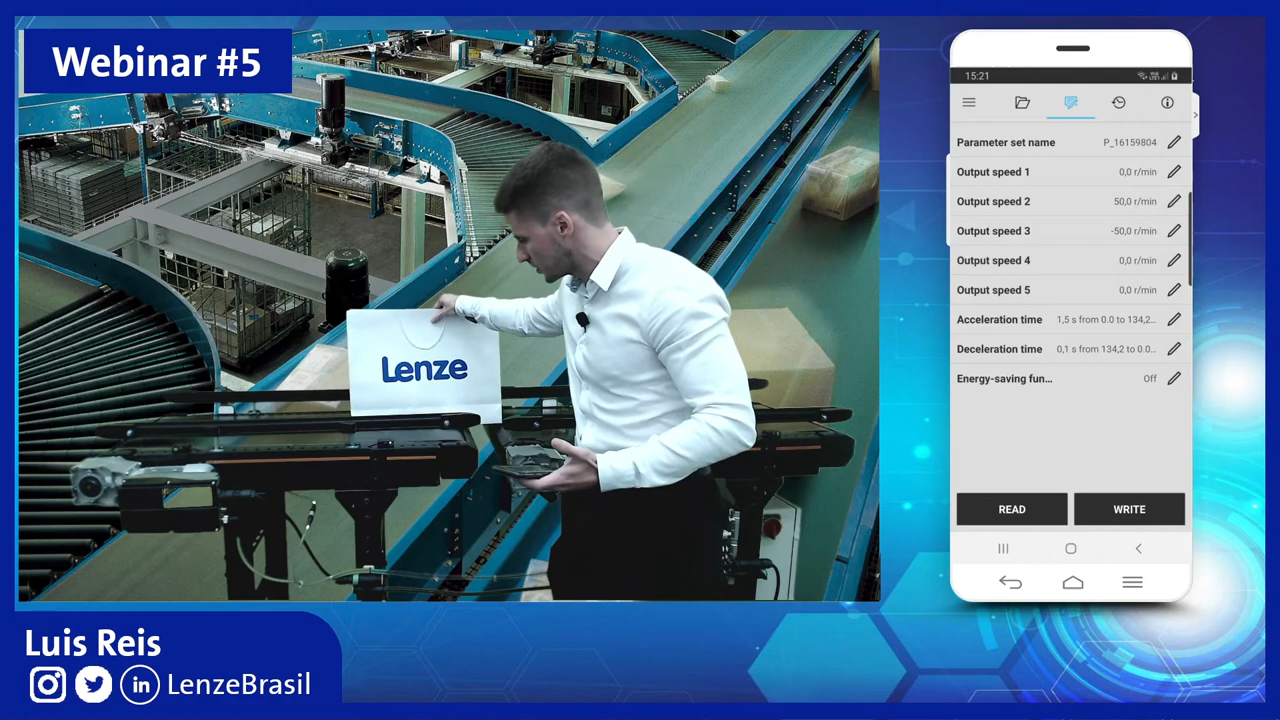 Webinar #5
Lenze
15:21
Parameter set name P_16159804
Output speed 1 0,0 r/min
Output speed 2 50,0 r/min
Output speed 3 -50,0 r/min
Output speed 4 0,0 r/min
Output speed 5 0,0 r/min
Acceleration time 1,5 s from 0.0 to 134,2...
Deceleration time 0,1 s from 134,2 to 0.0...
Energy-saving fun... Off
READ WRITE
Luis Reis
in LenzeBrasil